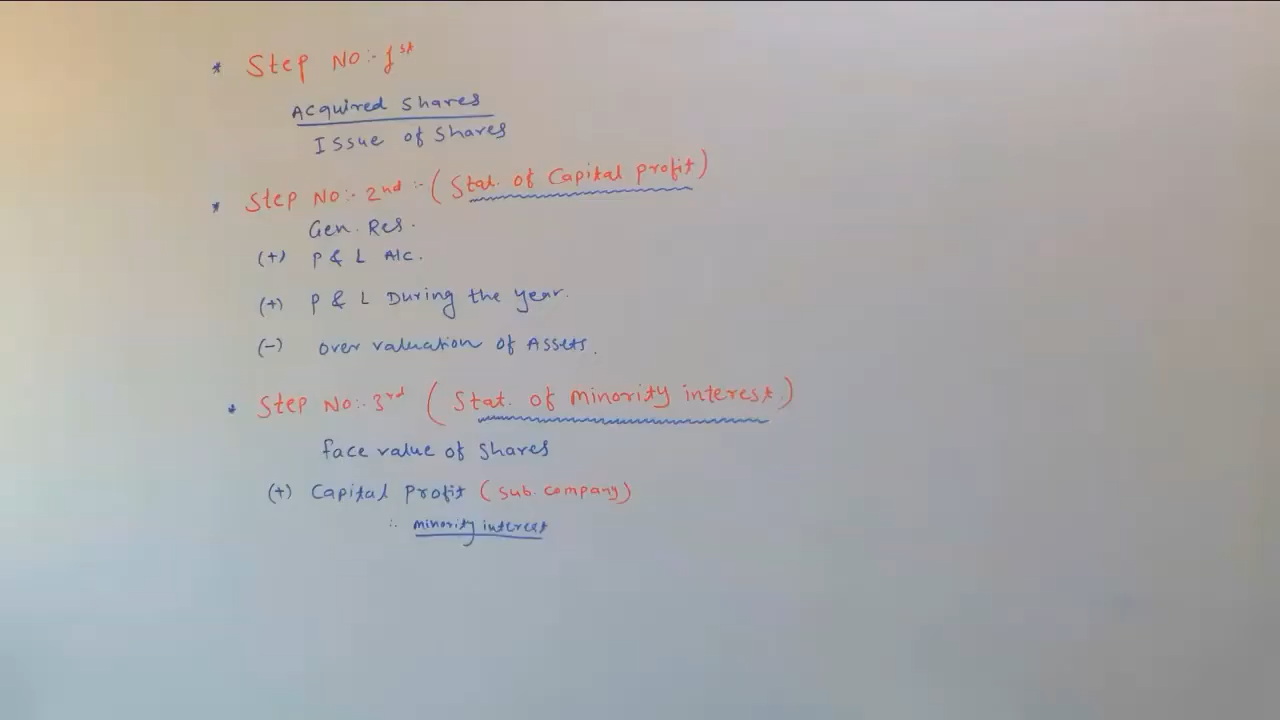 * Step No:- 1st
Acquired Shares
Issue of Shares
* Step No:- 2nd :- (Stat. of Capital profit)
Gen. Res.
(+) P & L A/c.
(+) P & L During the year.
(-) over valuation of Assets.
* Step No:- 3rd (Stat. of minority interest.)
face value of Shares
(+) Capital Profit (sub. company)
∴ minority interest